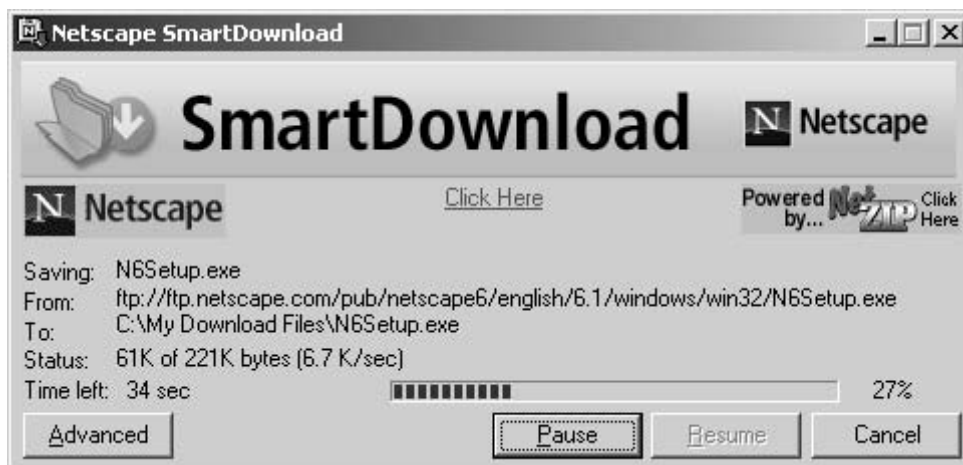 Netscape SmartDownload
SmartDownload
N Netscape
N Netscape
Click Here
Powered by...
Net ZIP
Click Here
Saving: N6Setup.exe
From: ftp://ftp.netscape.com/pub/netscape6/english/6.1/windows/win32/N6Setup.exe
To: C:\My Download Files\N6Setup.exe
Status: 61K of 221K bytes (6.7 K/sec)
Time left: 34 sec 27%
Advanced Pause Resume Cancel